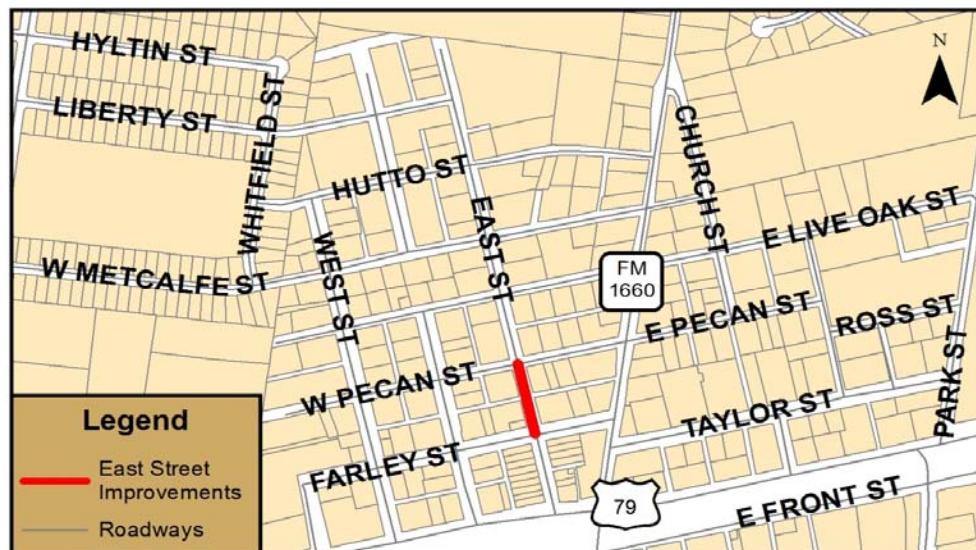 HYLTIN ST
N
LIBERTY ST
WHITFIELD ST
CHURCH ST
HUTTO ST
EAST ST
E LIVE OAK ST
WEST ST
W METCALFE ST
FM
1660
E PECAN ST
ROSS ST
W PECAN ST
PARK ST
TAYLOR ST
FARLEY ST
79
E FRONT ST
Legend
East Street
Improvements
Roadways